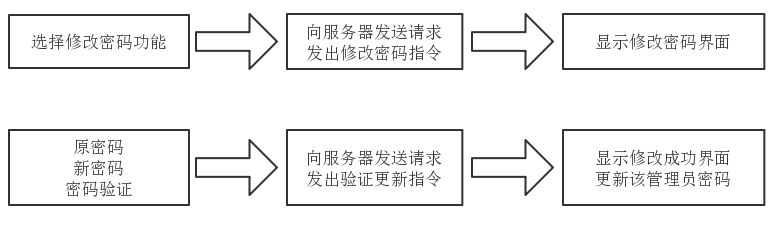 选择修改密码功能
向服务器发送请求
发出修改密码指令
显示修改密码界面
原密码
新密码
密码验证
向服务器发送请求
发出验证更新指令
显示修改成功界面
更新该管理员密码